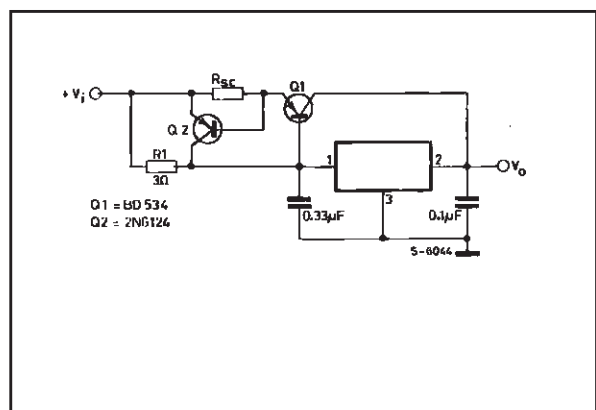 Rsc
Q1
+ Vi
Q 2
R1
3Ω
1
2
Vo
3
Q1 = BD 534
Q2 = 2N6124
0.33µF
0.1µF
S-6044